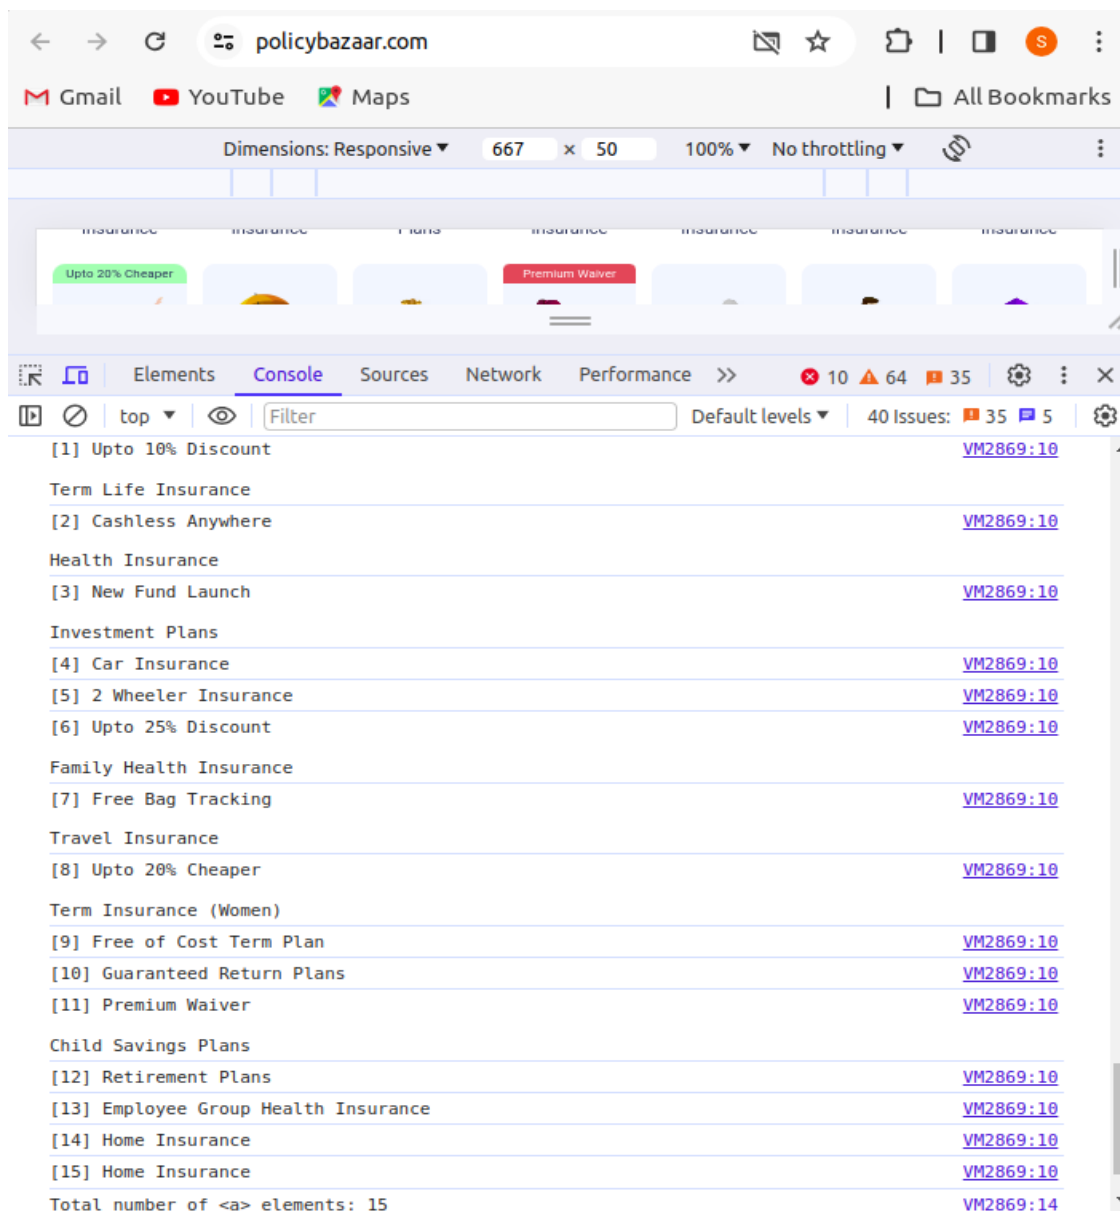 policybazaar.com
S
Gmail YouTube Maps All Bookmarks
Dimensions: Responsive 667 × 50 100% No throttling
Insurance Insurance Plans Insurance Insurance Insurance Insurance
Upto 20% Cheaper Premium Waiver
Elements Console Sources Network Performance 10 64 35
top Filter Default levels 40 Issues: 35 5
[1] Upto 10% Discount VM2869:10
Term Life Insurance
[2] Cashless Anywhere VM2869:10
Health Insurance
[3] New Fund Launch VM2869:10
Investment Plans
[4] Car Insurance VM2869:10
[5] 2 Wheeler Insurance VM2869:10
[6] Upto 25% Discount VM2869:10
Family Health Insurance
[7] Free Bag Tracking VM2869:10
Travel Insurance
[8] Upto 20% Cheaper VM2869:10
Term Insurance (Women)
[9] Free of Cost Term Plan VM2869:10
[10] Guaranteed Return Plans VM2869:10
[11] Premium Waiver VM2869:10
Child Savings Plans
[12] Retirement Plans VM2869:10
[13] Employee Group Health Insurance VM2869:10
[14] Home Insurance VM2869:10
[15] Home Insurance VM2869:10
Total number of <a> elements: 15 VM2869:14